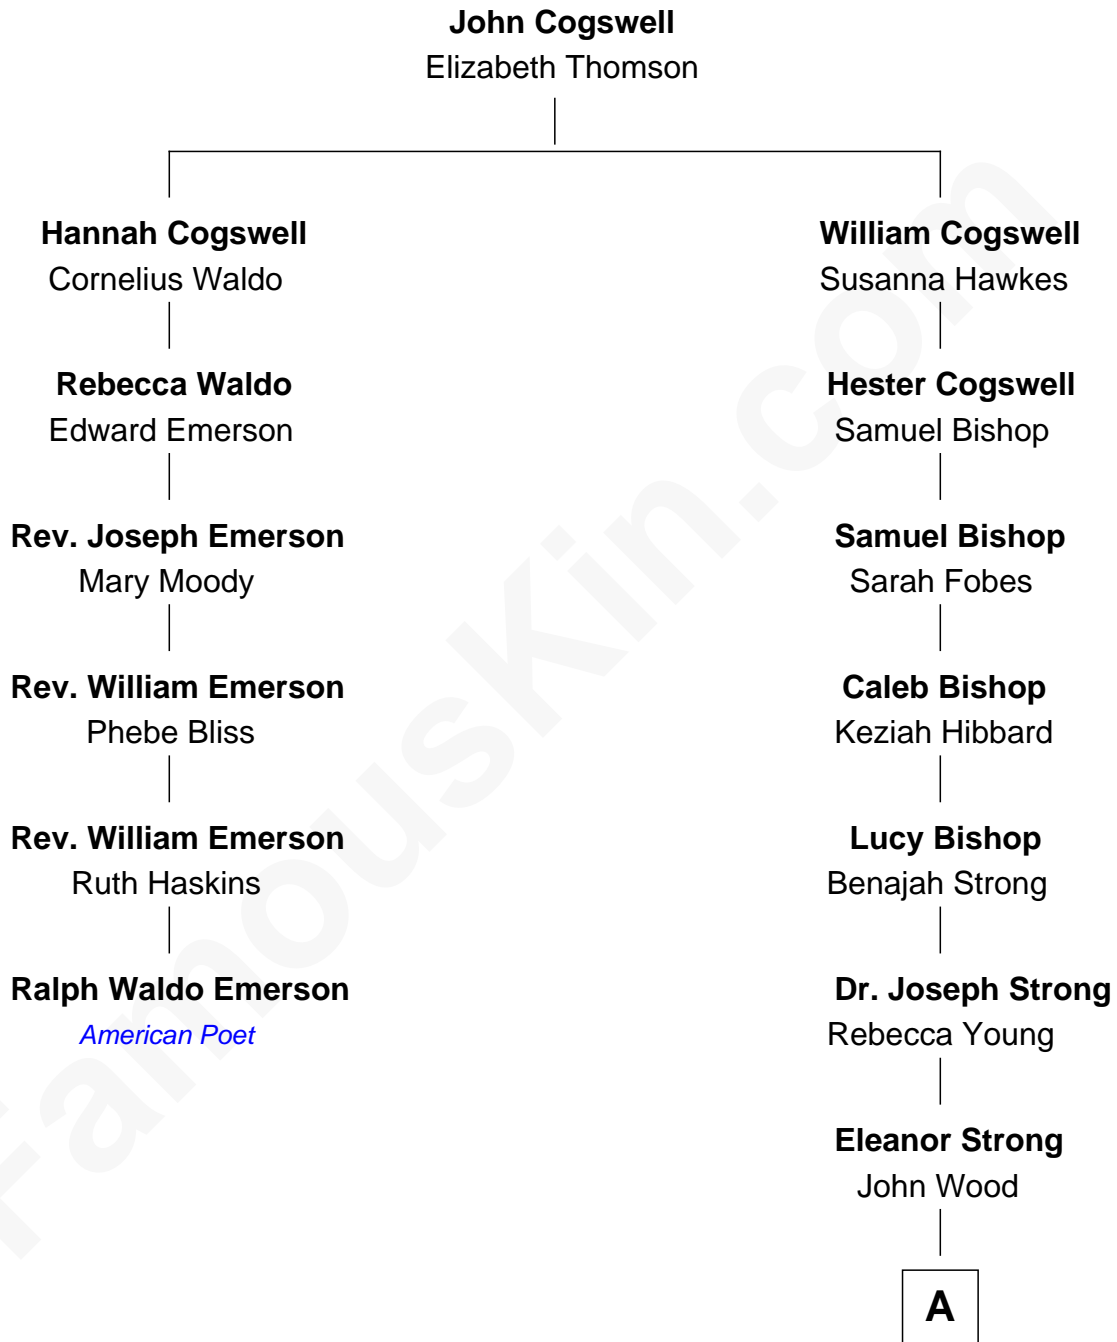 John Cogswell
Elizabeth Thomson
Hannah Cogswell
Cornelius Waldo
William Cogswell
Susanna Hawkes
Rebecca Waldo
Edward Emerson
Hester Cogswell
Samuel Bishop
Rev. Joseph Emerson
Mary Moody
Samuel Bishop
Sarah Fobes
Rev. William Emerson
Phebe Bliss
Caleb Bishop
Keziah Hibbard
Rev. William Emerson
Ruth Haskins
Lucy Bishop
Benajah Strong
Ralph Waldo Emerson
American Poet
Dr. Joseph Strong
Rebecca Young
Eleanor Strong
John Wood
A
FamousKin.com